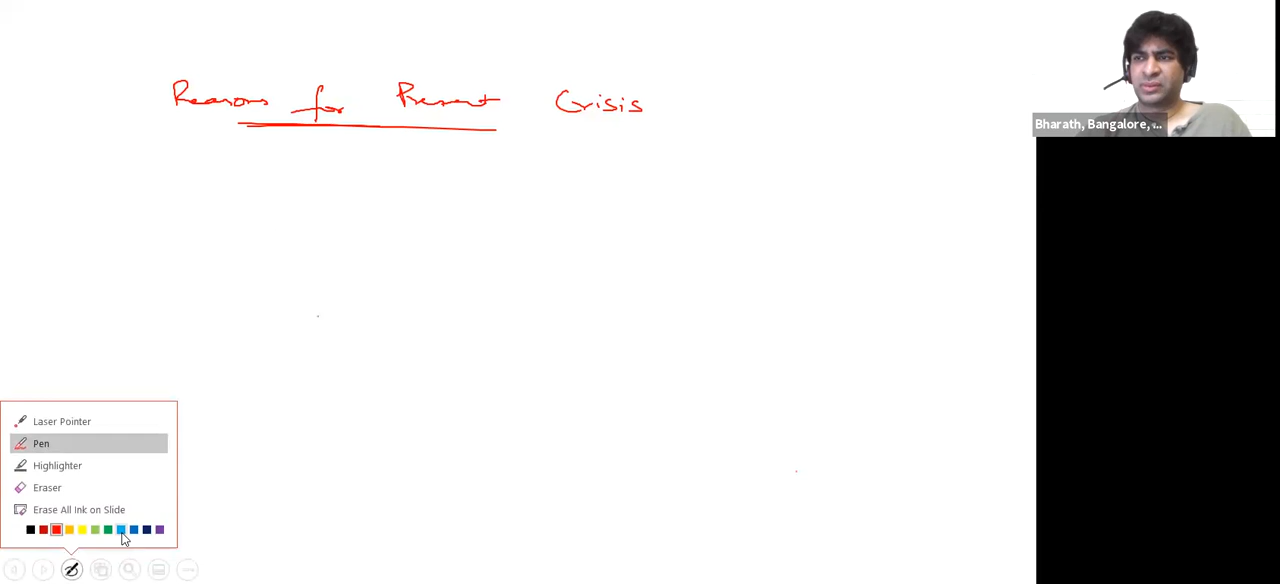 Reasons for Present Crisis
Bharath, Bangalore, ...
Laser Pointer
Pen
Highlighter
Eraser
Erase All Ink on Slide